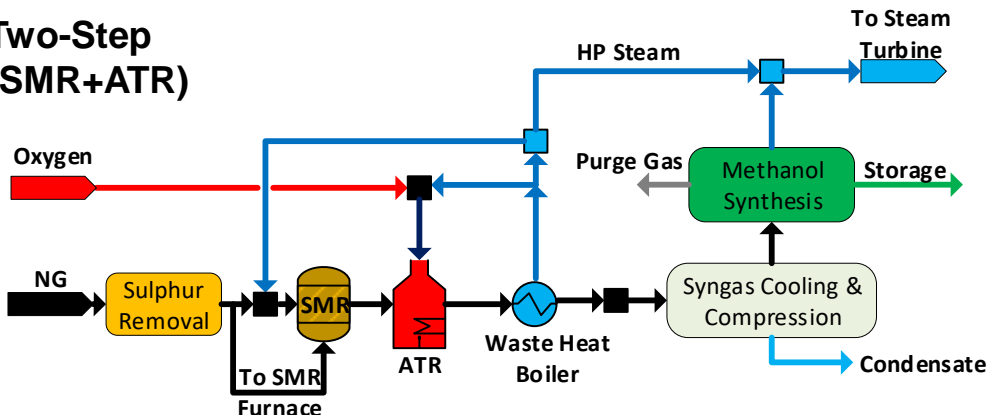 Two-Step
(SMR+ATR)
To Steam
Turbine
HP Steam
Oxygen
Purge Gas
Methanol
Synthesis
Storage
NG
Sulphur
Removal
SMR
ATR
Waste Heat
Boiler
Syngas Cooling &
Compression
To SMR
Furnace
Condensate